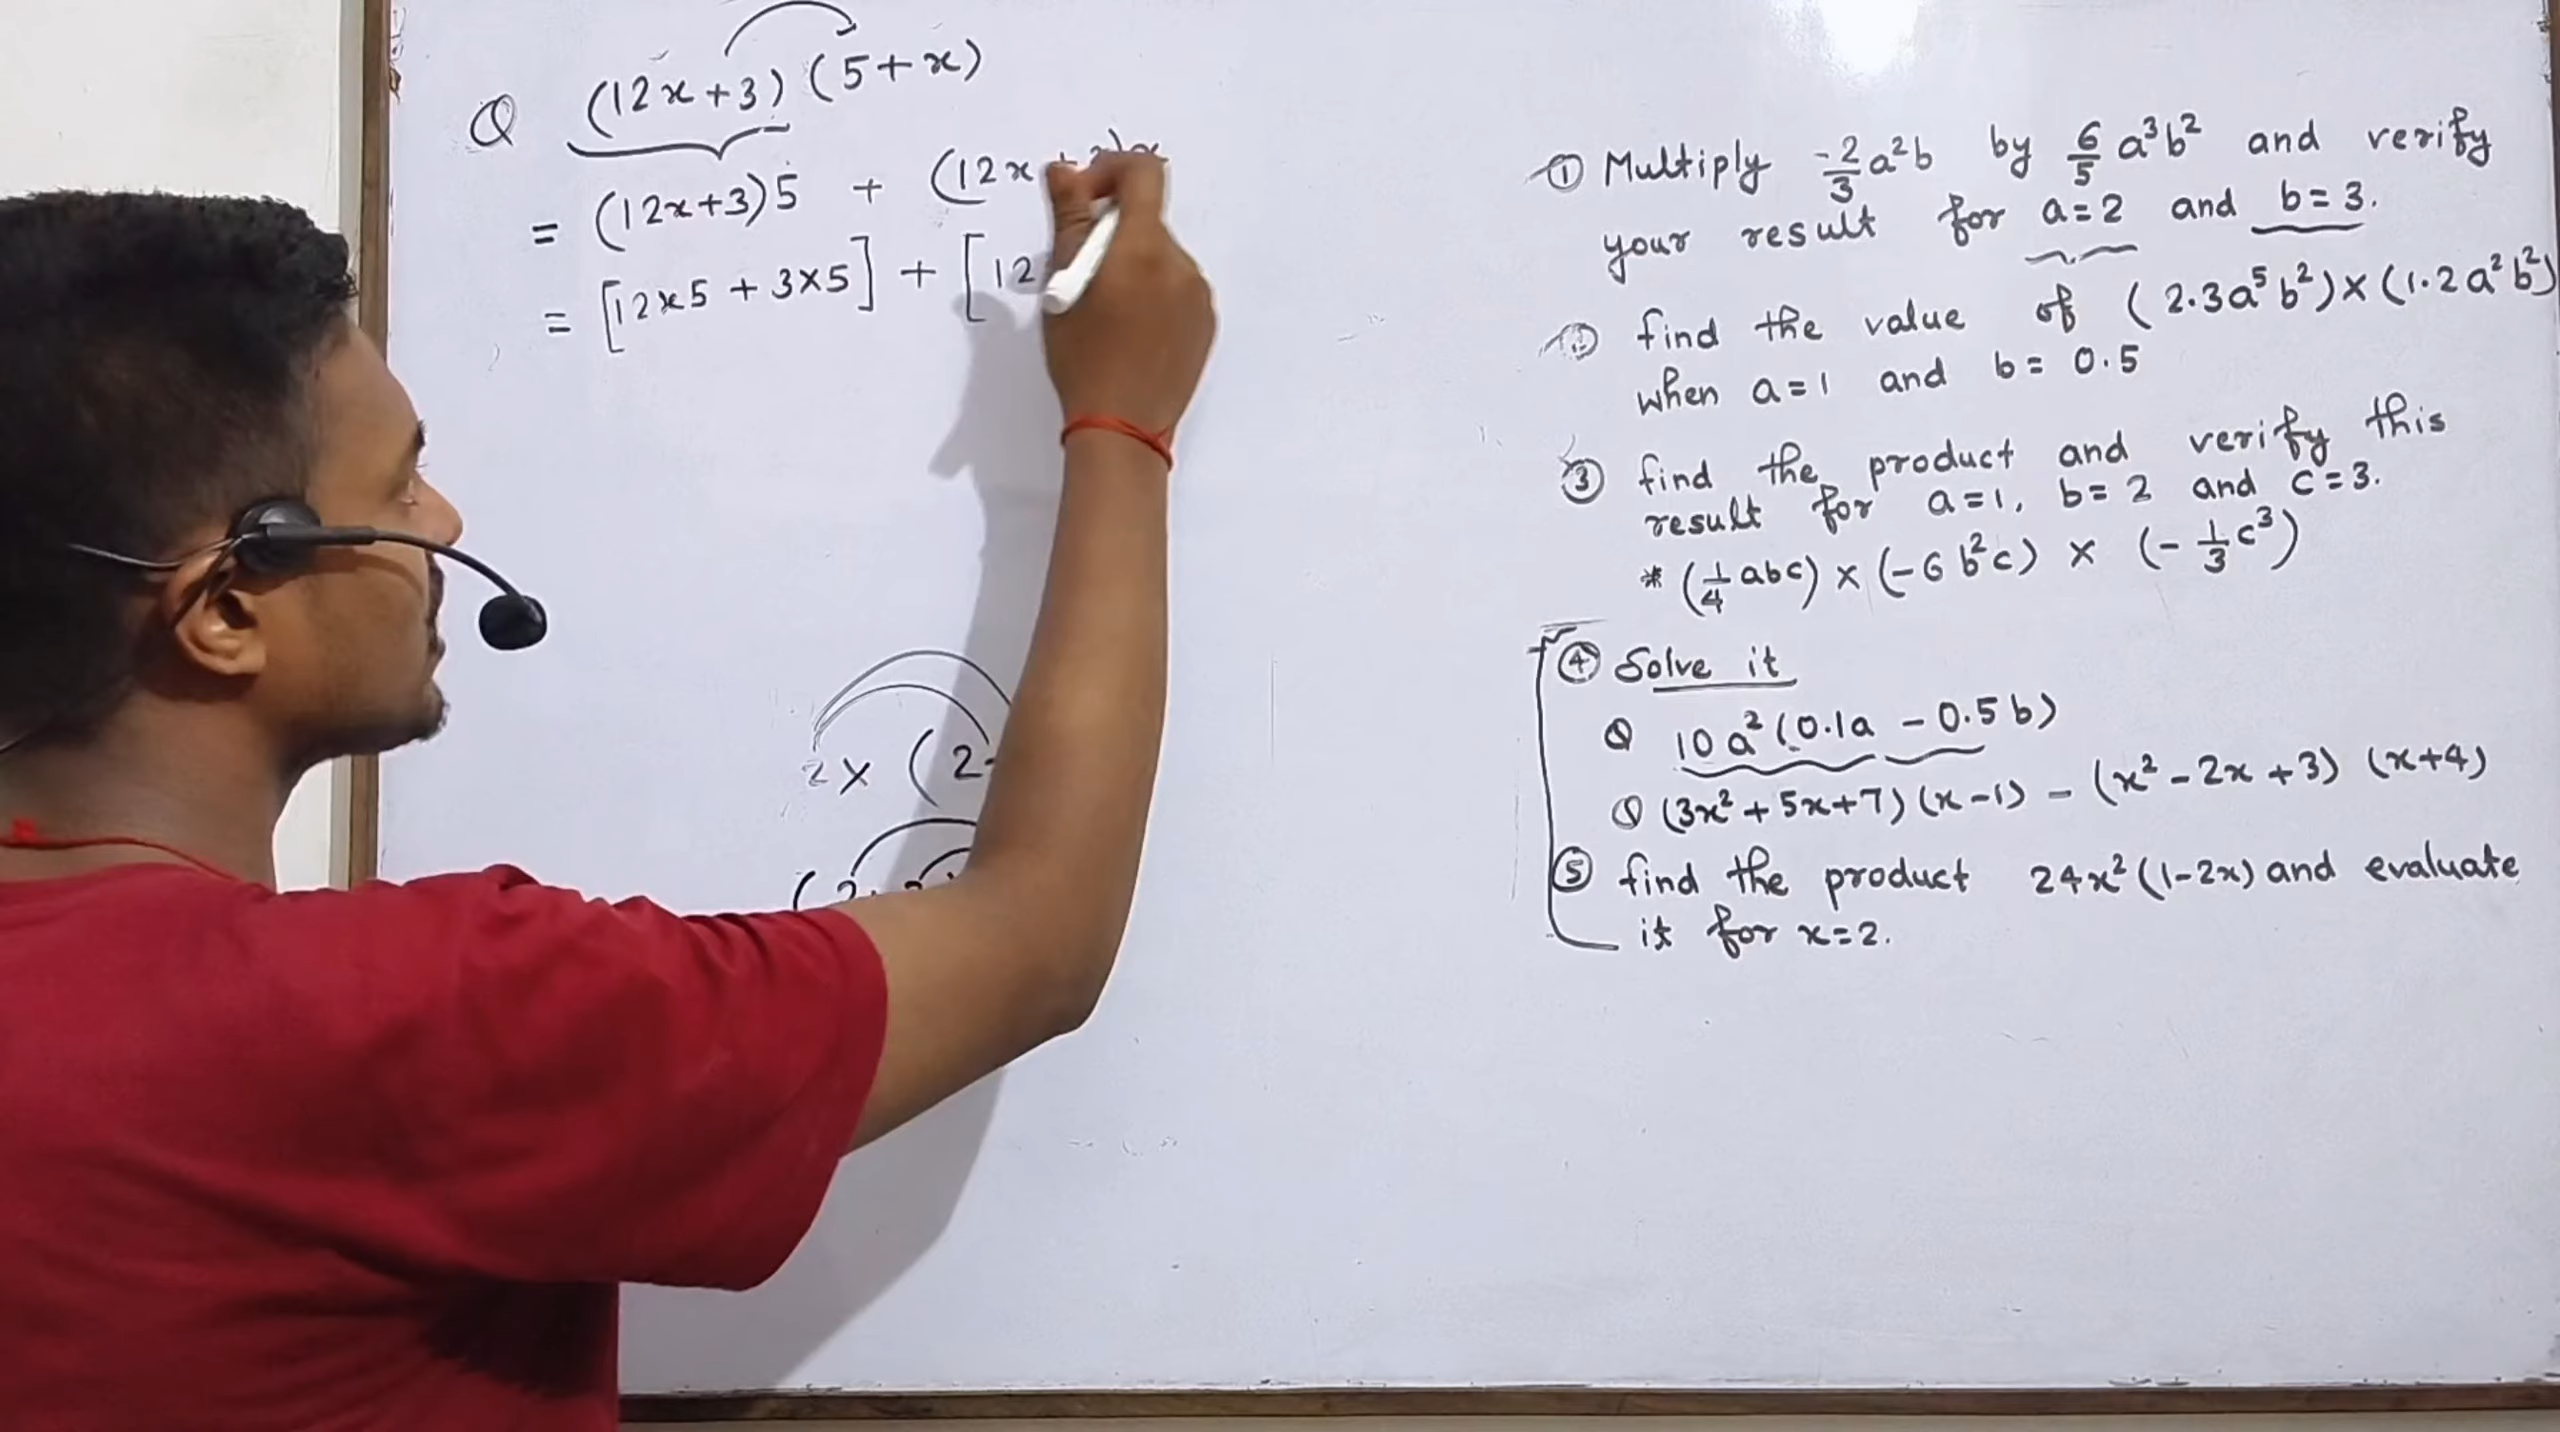 Q (12x+3)(5+x)
= (12x+3)5 + (12x
= [12x5 + 3×5] + [12
2 × (2
① Multiply -2/3 a²b by 6/5 a³b² and verify
your result for a=2 and b=3.
② find the value of (2.3a⁵b²)×(1.2a²b²)
when a=1 and b= 0.5
③ find the product and verify this
result for a=1, b=2 and c=3.
* (1/4 abc) × (-6b²c) × (-1/3 c³)
④ Solve it
Q 10a²(0.1a - 0.5b)
Q (3x²+5x+7)(x-1) - (x²-2x+3) (x+4)
⑤ find the product 24x²(1-2x) and evaluate
it for x=2.